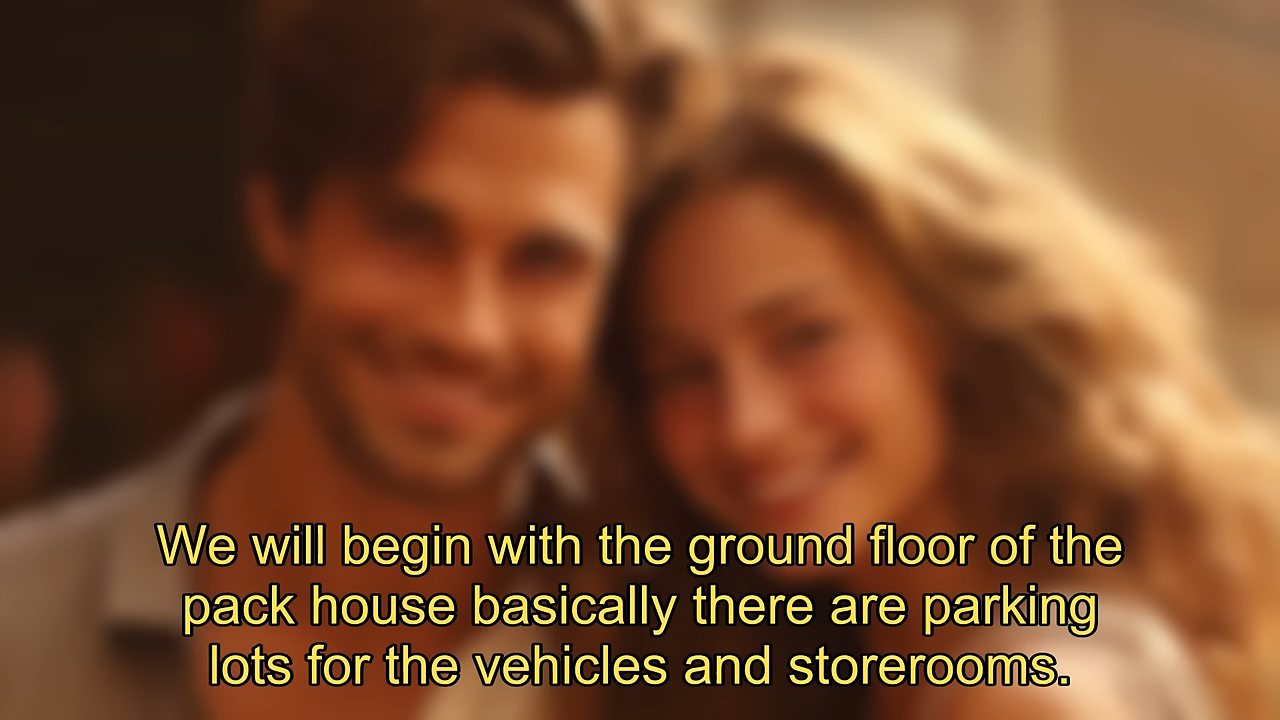 We will begin with the ground floor of the
pack house basically there are parking
lots for the vehicles and storerooms.